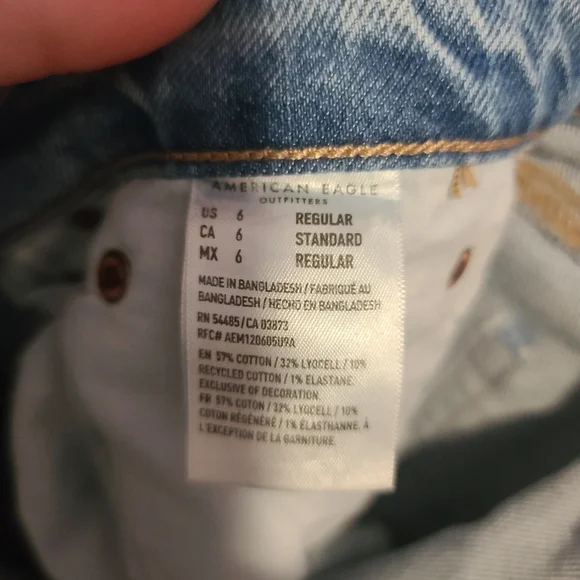 AMERICAN EAGLE
OUTFITTERS
US 6 REGULAR
CA 6 STANDARD
MX 6 REGULAR
MADE IN BANGLADESH / FABRIQUÉ AU
BANGLADESH / HECHO EN BANGLADESH
RN 54485 / CA 03873
RFC# AEM120605U9A
EN 57% COTTON / 32% LYOCELL / 10%
RECYCLED COTTON / 1% ELASTANE.
EXCLUSIVE OF DECORATION.
FR 57% COTON / 32% LYOCELL / 10%
COTON RÉGÉNÉRÉ / 1% ÉLASTHANNE. À
L'EXCEPTION DE LA GARNITURE.